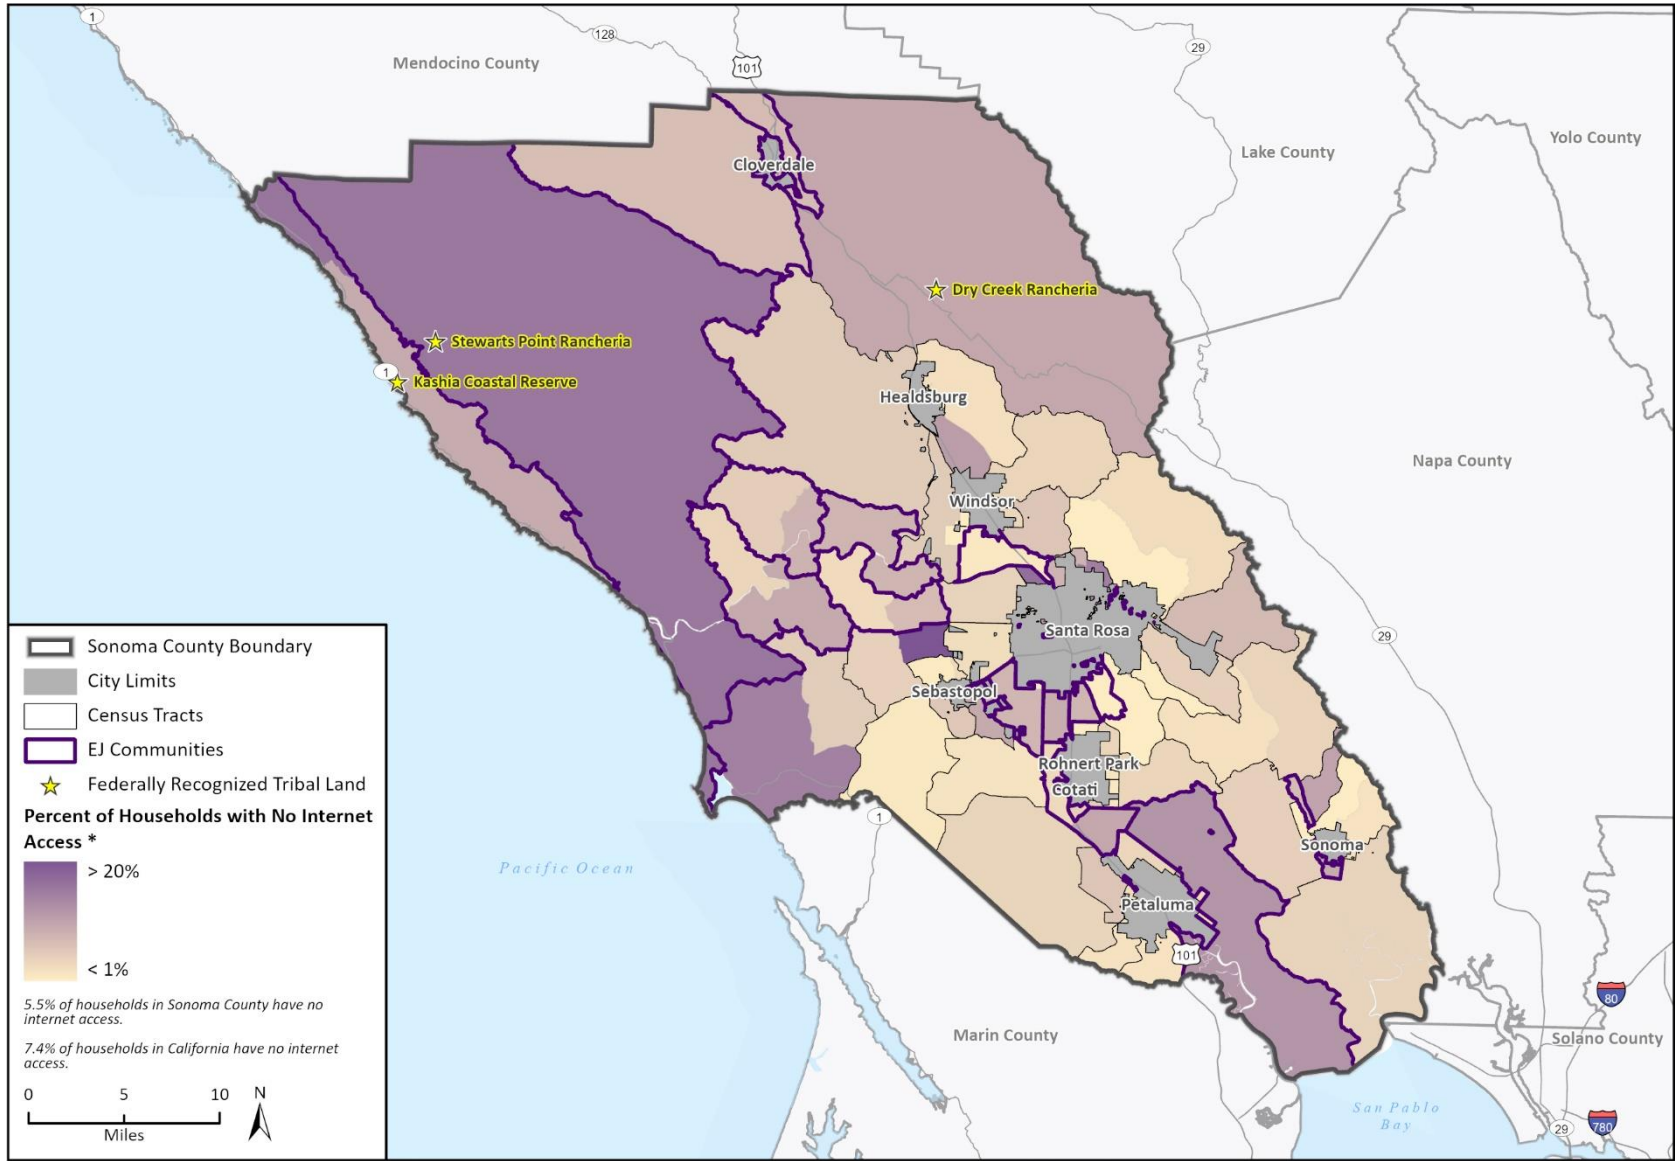 1
128
101
29
Mendocino County
Lake County
Yolo County
Cloverdale
Dry Creek Rancheria
Stewarts Point Rancheria
1
Kashia Coastal Reserve
Healdsburg
Napa County
Windsor
Santa Rosa
29
Sebastopol
Rohnert Park
Cotati
Sonoma
Petaluma
101
1
Pacific Ocean
Marin County
80
Solano County
San Pablo
Bay
29
780
Sonoma County Boundary
City Limits
Census Tracts
EJ Communities
Federally Recognized Tribal Land
Percent of Households with No Internet
Access *
> 20%
< 1%
5.5% of households in Sonoma County have no
internet access.
7.4% of households in California have no internet
access.
0 5 10 N
Miles